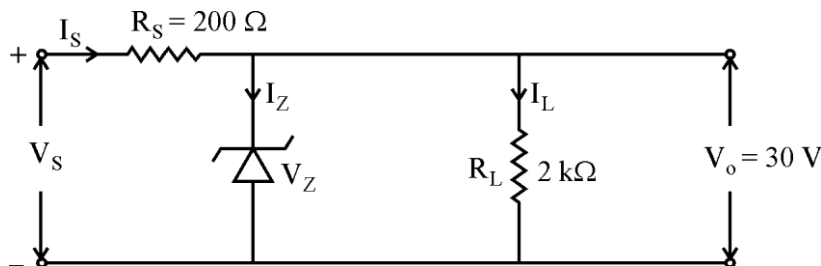 I_S
R_S = 200 Ω
+
I_Z
I_L
V_S
V_Z
R_L
2 kΩ
V_o = 30 V
−